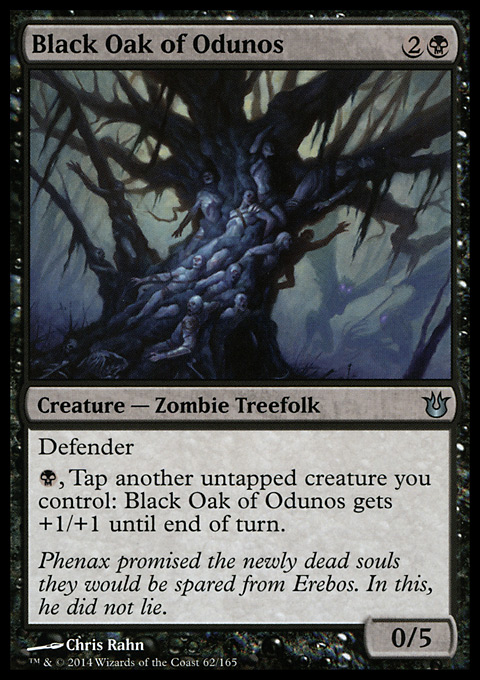 Black Oak of Odunos 2
Creature — Zombie Treefolk
Defender
, Tap another untapped creature you
control: Black Oak of Odunos gets
+1/+1 until end of turn.
Phenax promised the newly dead souls
they would be spared from Erebos. In this,
he did not lie.
Chris Rahn
0/5
™ & © 2014 Wizards of the Coast 62/165